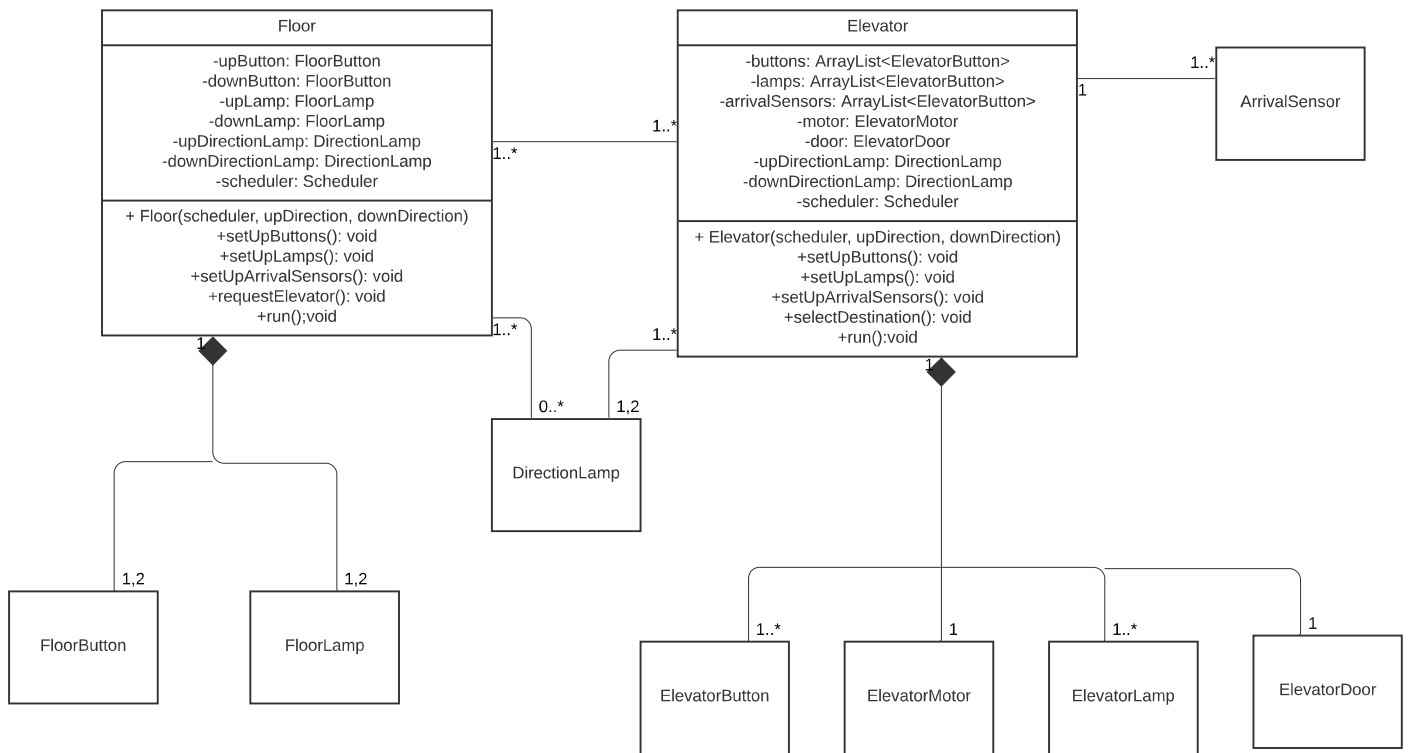 Floor
-upButton: FloorButton
-downButton: FloorButton
-upLamp: FloorLamp
-downLamp: FloorLamp
-upDirectionLamp: DirectionLamp
-downDirectionLamp: DirectionLamp
-scheduler: Scheduler
+ Floor(scheduler, upDirection, downDirection)
+setUpButtons(): void
+setUpLamps(): void
+setUpArrivalSensors(): void
+requestElevator(): void
+run();void
1..*
1..*
Elevator
-buttons: ArrayList<ElevatorButton>
-lamps: ArrayList<ElevatorButton>
-arrivalSensors: ArrayList<ElevatorButton>
-motor: ElevatorMotor
-door: ElevatorDoor
-upDirectionLamp: DirectionLamp
-downDirectionLamp: DirectionLamp
-scheduler: Scheduler
+ Elevator(scheduler, upDirection, downDirection)
+setUpButtons(): void
+setUpLamps(): void
+setUpArrivalSensors(): void
+selectDestination(): void
+run():void
1
1..*
ArrivalSensor
1..*
1..*
0..*
1,2
DirectionLamp
1
1
1,2
1,2
FloorButton
FloorLamp
1..*
1
1..*
1
ElevatorButton
ElevatorMotor
ElevatorLamp
ElevatorDoor